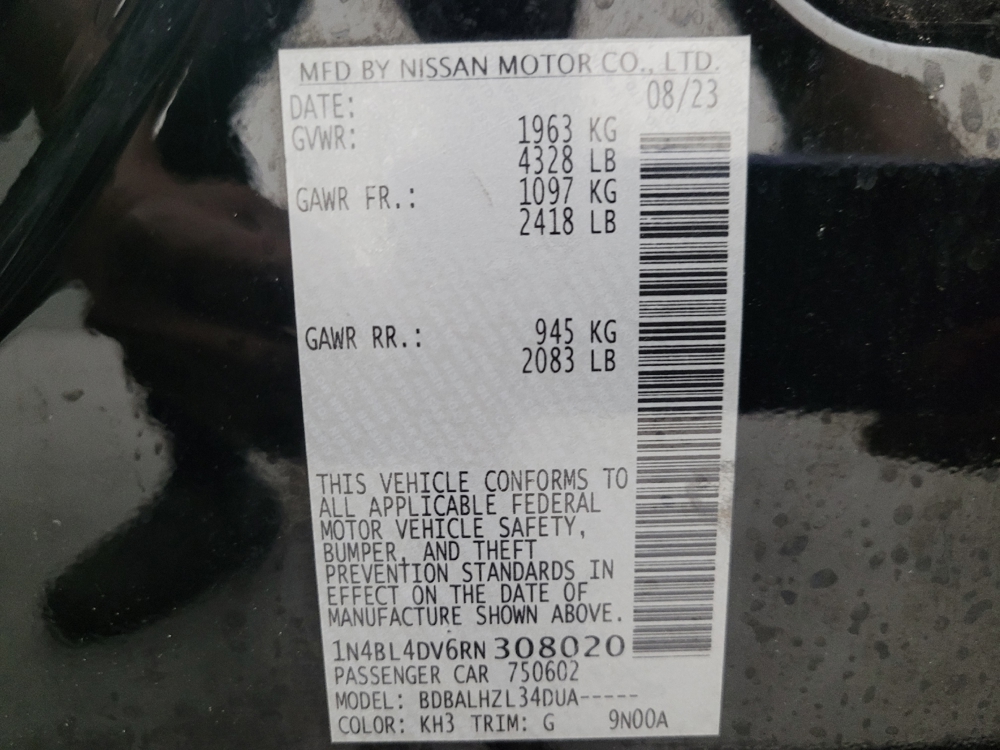 MFD BY NISSAN MOTOR CO., LTD.
DATE: 08/23
GVWR: 1963 KG
4328 LB
GAWR FR.: 1097 KG
2418 LB
GAWR RR.: 945 KG
2083 LB
THIS VEHICLE CONFORMS TO
ALL APPLICABLE FEDERAL
MOTOR VEHICLE SAFETY,
BUMPER, AND THEFT
PREVENTION STANDARDS IN
EFFECT ON THE DATE OF
MANUFACTURE SHOWN ABOVE.
1N4BL4DV6RN308020
PASSENGER CAR 750602
MODEL: BDBALHZL34DUA-----
COLOR: KH3 TRIM: G 9N00A